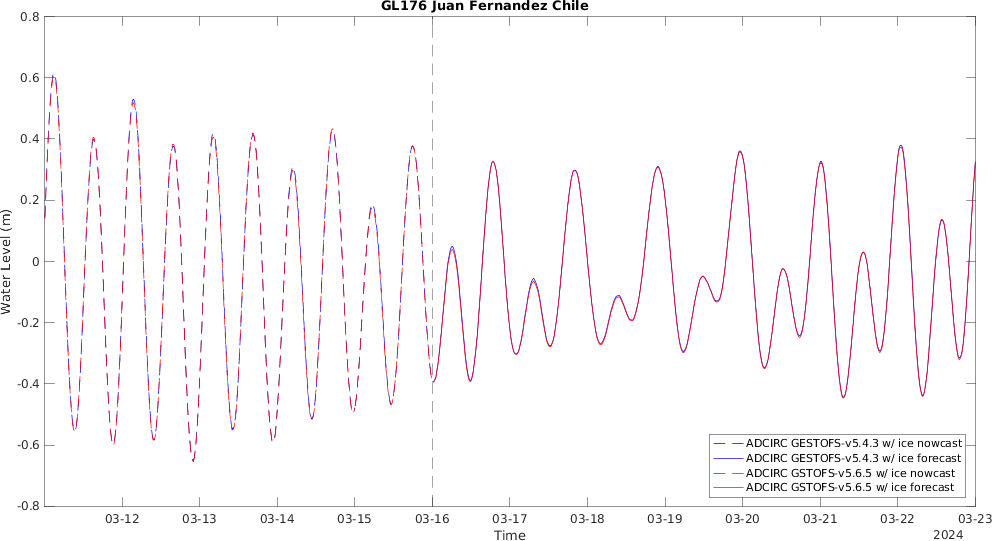 GL176 Juan Fernandez Chile
0.8
0.6
0.4
0.2
0
-0.2
-0.4
-0.6
-0.8
Water Level (m)
ADCIRC GESTOFS-v5.4.3 w/ ice nowcast
ADCIRC GESTOFS-v5.4.3 w/ ice forecast
ADCIRC GSTOFS-v5.6.5 w/ ice nowcast
ADCIRC GSTOFS-v5.6.5 w/ ice forecast
03-12 03-13 03-14 03-15 03-16 03-17 03-18 03-19 03-20 03-21 03-22 03-23
Time
2024